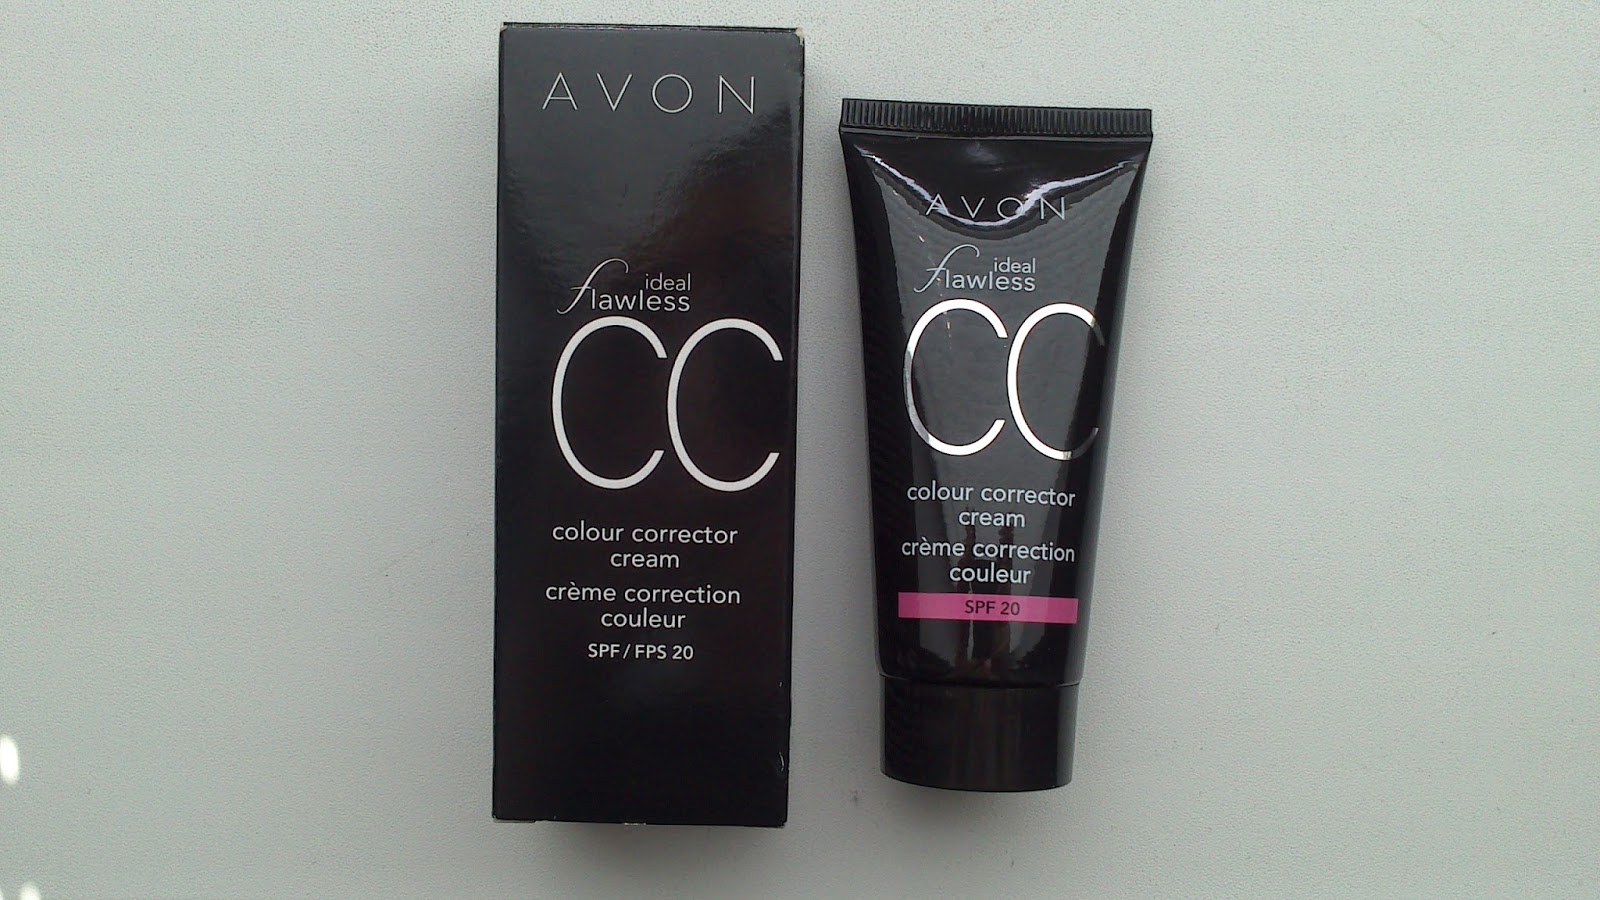 AVON
ideal
flawless
CC
colour corrector
cream
crème correction
couleur
SPF / FPS 20
AVON
ideal
flawless
CC
colour corrector
cream
crème correction
couleur
SPF 20